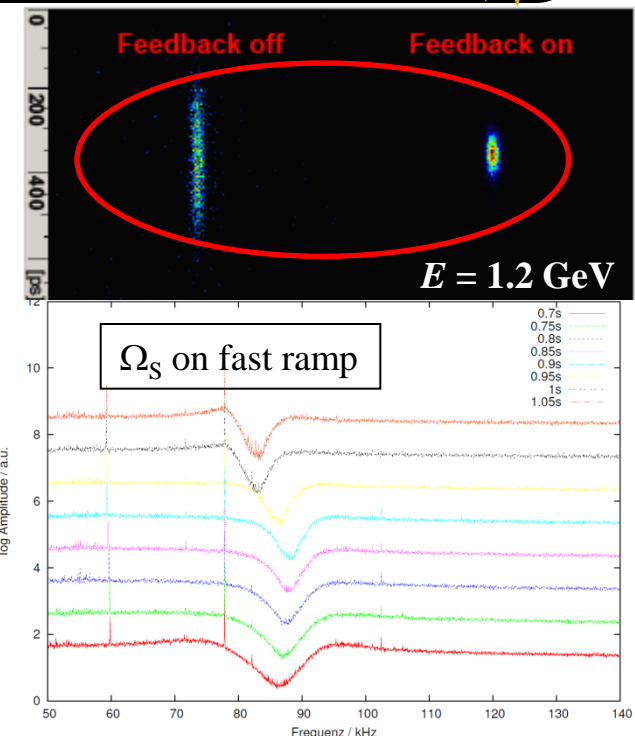 0
200
400
[ps]
Feedback off
Feedback on
E = 1.2 GeV
Ω_S on fast ramp
0.7s
0.75s
0.8s
0.85s
0.9s
0.95s
1s
1.05s
12
10
8
6
4
2
0
log Amplitude / a.u.
50 60 70 80 90 100 110 120 130 140
Frequenz / kHz